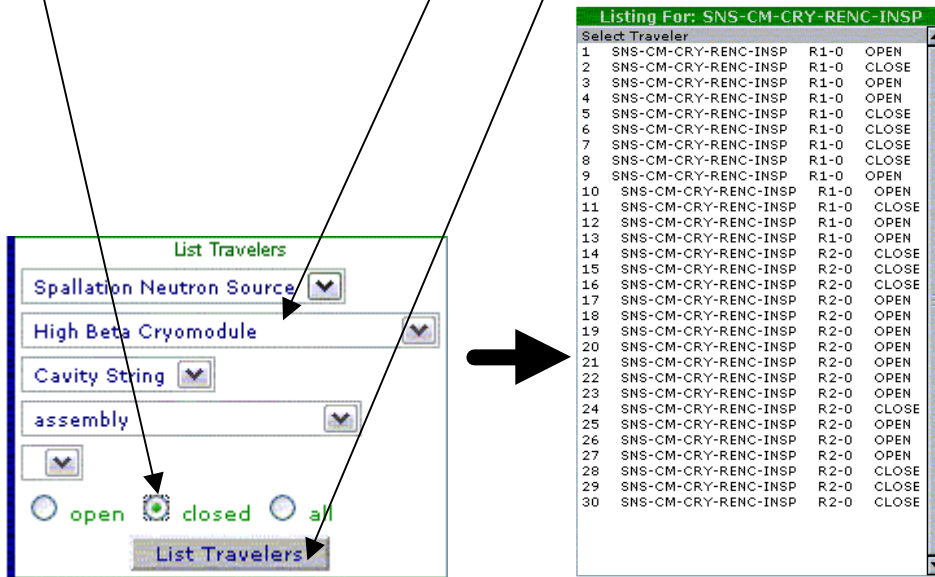 List Travelers
Spallation Neutron Source
High Beta Cryomodule
Cavity String
assembly
open closed all
List Travelers
Listing For: SNS-CM-CRY-RENC-INSP
Select Traveler
1 SNS-CM-CRY-RENC-INSP R1-0 OPEN
2 SNS-CM-CRY-RENC-INSP R1-0 CLOSE
3 SNS-CM-CRY-RENC-INSP R1-0 OPEN
4 SNS-CM-CRY-RENC-INSP R1-0 OPEN
5 SNS-CM-CRY-RENC-INSP R1-0 CLOSE
6 SNS-CM-CRY-RENC-INSP R1-0 CLOSE
7 SNS-CM-CRY-RENC-INSP R1-0 CLOSE
8 SNS-CM-CRY-RENC-INSP R1-0 CLOSE
9 SNS-CM-CRY-RENC-INSP R1-0 OPEN
10 SNS-CM-CRY-RENC-INSP R1-0 OPEN
11 SNS-CM-CRY-RENC-INSP R1-0 CLOSE
12 SNS-CM-CRY-RENC-INSP R1-0 OPEN
13 SNS-CM-CRY-RENC-INSP R1-0 OPEN
14 SNS-CM-CRY-RENC-INSP R2-0 CLOSE
15 SNS-CM-CRY-RENC-INSP R2-0 CLOSE
16 SNS-CM-CRY-RENC-INSP R2-0 CLOSE
17 SNS-CM-CRY-RENC-INSP R2-0 OPEN
18 SNS-CM-CRY-RENC-INSP R2-0 OPEN
19 SNS-CM-CRY-RENC-INSP R2-0 OPEN
20 SNS-CM-CRY-RENC-INSP R2-0 OPEN
21 SNS-CM-CRY-RENC-INSP R2-0 OPEN
22 SNS-CM-CRY-RENC-INSP R2-0 OPEN
23 SNS-CM-CRY-RENC-INSP R2-0 OPEN
24 SNS-CM-CRY-RENC-INSP R2-0 CLOSE
25 SNS-CM-CRY-RENC-INSP R2-0 OPEN
26 SNS-CM-CRY-RENC-INSP R2-0 OPEN
27 SNS-CM-CRY-RENC-INSP R2-0 OPEN
28 SNS-CM-CRY-RENC-INSP R2-0 CLOSE
29 SNS-CM-CRY-RENC-INSP R2-0 CLOSE
30 SNS-CM-CRY-RENC-INSP R2-0 CLOSE